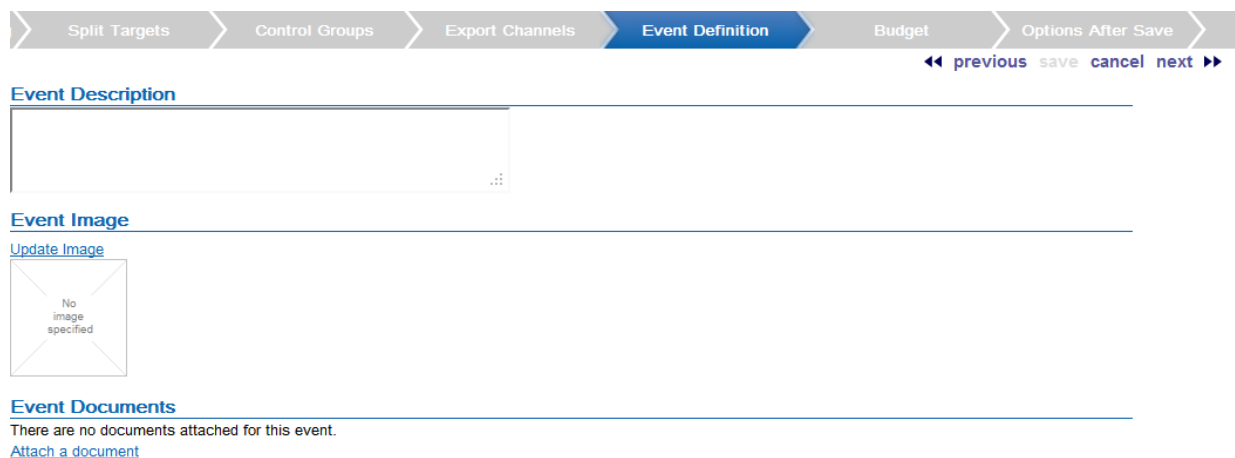 Split Targets Control Groups Export Channels Event Definition Budget Options After Save
previous save cancel next
Event Description
Event Image
Update Image
No
image
specified
Event Documents
There are no documents attached for this event.
Attach a document